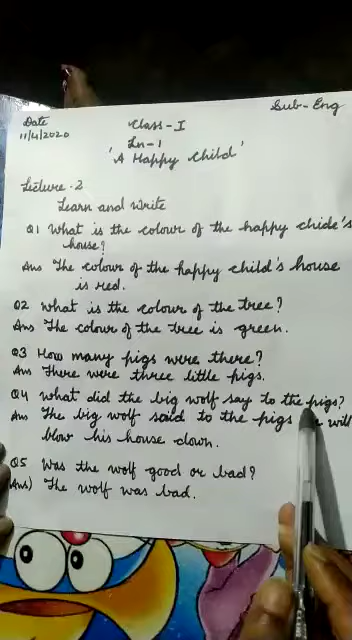 Sub- Eng
Date
11/4/2020
Class-I
Ln-1
'A Happy Child'
Lecture-2
Learn and Write
Q1 What is the colour of the happy chide's
house?
Ans The colour of the happy child's house
is red.
Q2 What is the colour of the tree?
Ans The colour of the tree is green.
Q3 How many pigs were there?
Ans There were three little pigs.
Q4 What did the big wolf say to the pigs?
Ans The big wolf said to the pigs will
blow his house down.
Q5 Was the wolf good or bad?
Ans) The wolf was bad.